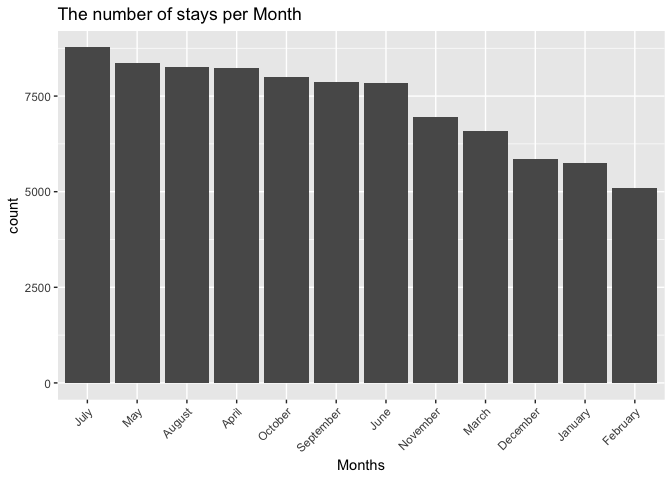 The number of stays per Month
count
7500
5000
2500
0
July
May
August
April
October
September
June
November
March
December
January
February
Months